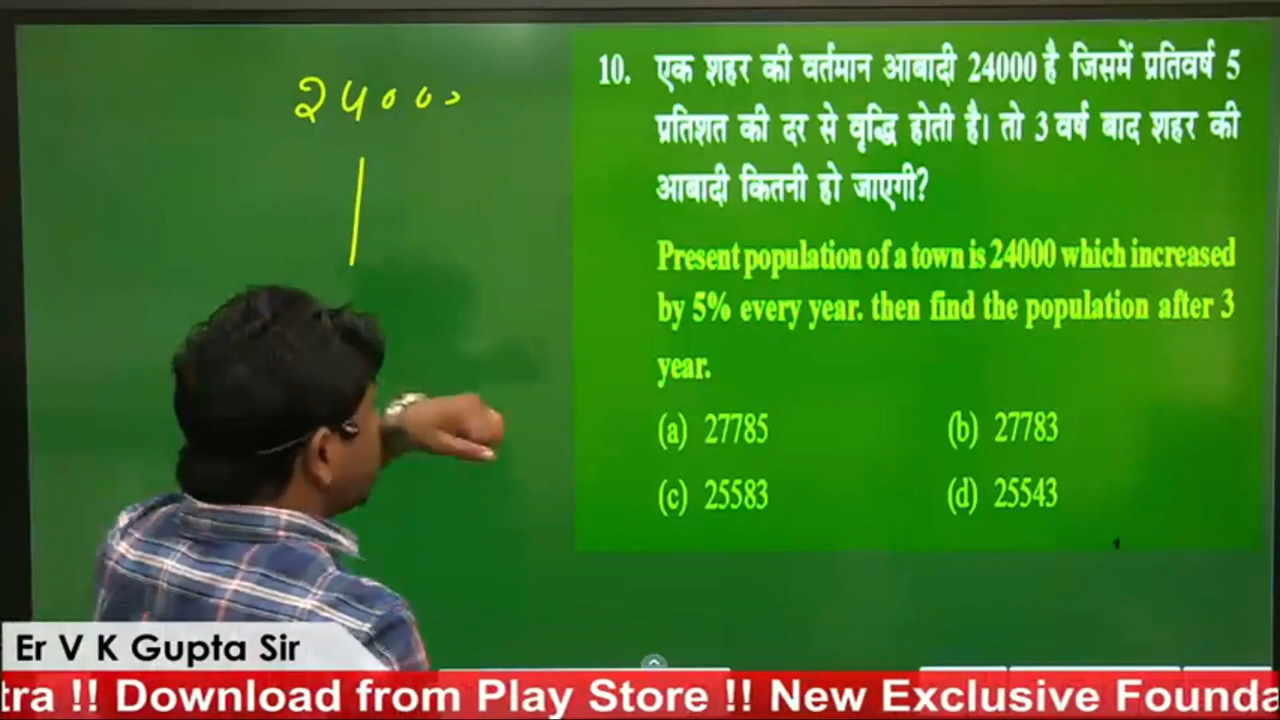 24000
10. एक शहर की वर्तमान आबादी 24000 है जिसमें प्रतिवर्ष 5
प्रतिशत की दर से वृद्धि होती है। तो 3 वर्ष बाद शहर की
आबादी कितनी हो जाएगी?
Present population of a town is 24000 which increased
by 5% every year. then find the population after 3
year.
(a) 27785 (b) 27783
(c) 25583 (d) 25543
Er V K Gupta Sir
tra !! Download from Play Store !! New Exclusive Founda